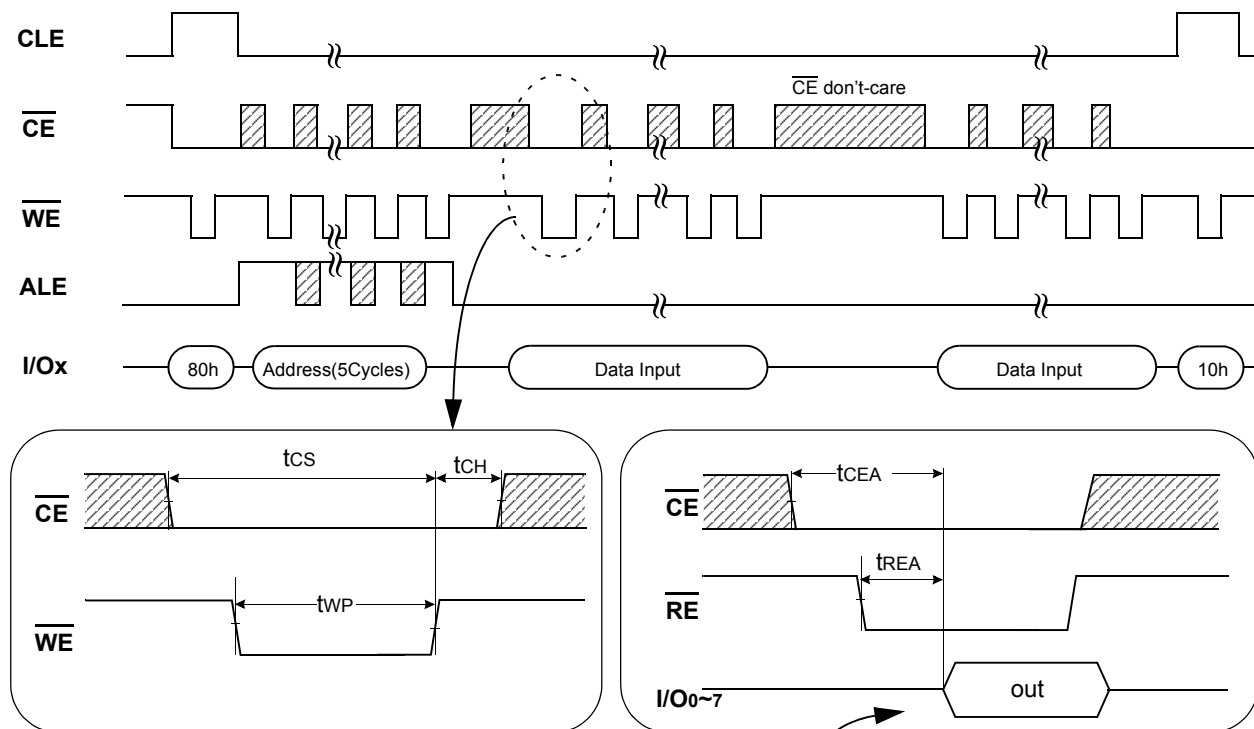 CLE
CE don't-care
CE
WE
ALE
I/Ox
80h
Address(5Cycles)
Data Input
Data Input
10h
tCS
tCH
CE
tWP
WE
tCEA
CE
tREA
RE
I/O0~7
out